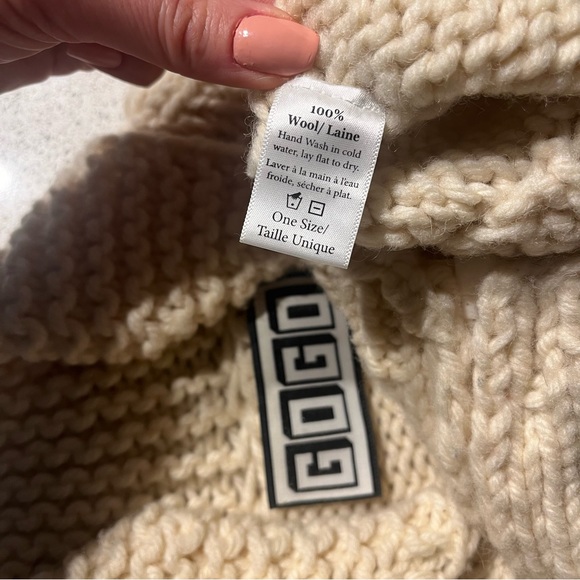 100%
Wool/ Laine
Hand Wash in cold
water, lay flat to dry.
Laver à la main à l'eau
froide, sècher à plat.
One Size/
Taille Unique
GOGO